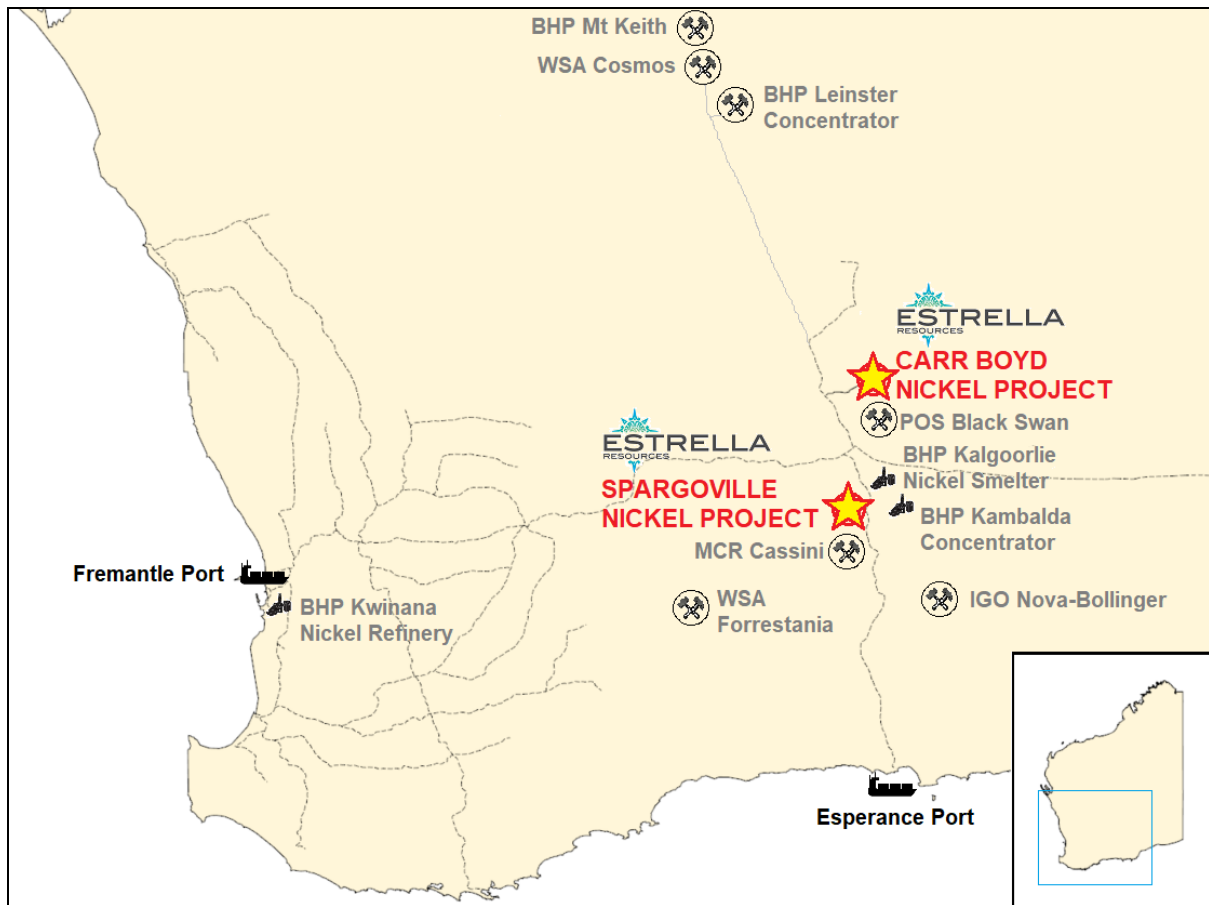 BHP Mt Keith
WSA Cosmos
BHP Leinster
Concentrator
ESTRELLA
RESOURCES
CARR BOYD
NICKEL PROJECT
POS Black Swan
ESTRELLA
RESOURCES
BHP Kalgoorlie
Nickel Smelter
SPARGOVILLE
NICKEL PROJECT
BHP Kambalda
Concentrator
MCR Cassini
Fremantle Port
BHP Kwinana
Nickel Refinery
WSA
Forrestania
IGO Nova-Bollinger
Esperance Port